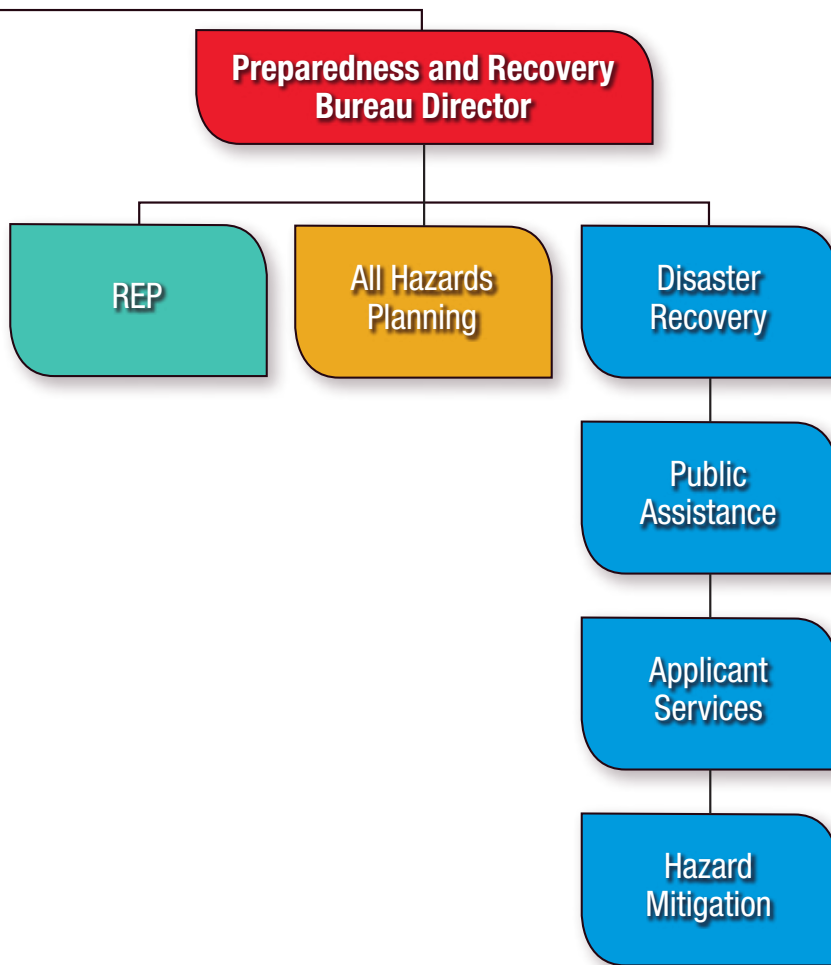 Preparedness and Recovery
Bureau Director
REP
All Hazards
Planning
Disaster
Recovery
Public
Assistance
Applicant
Services
Hazard
Mitigation